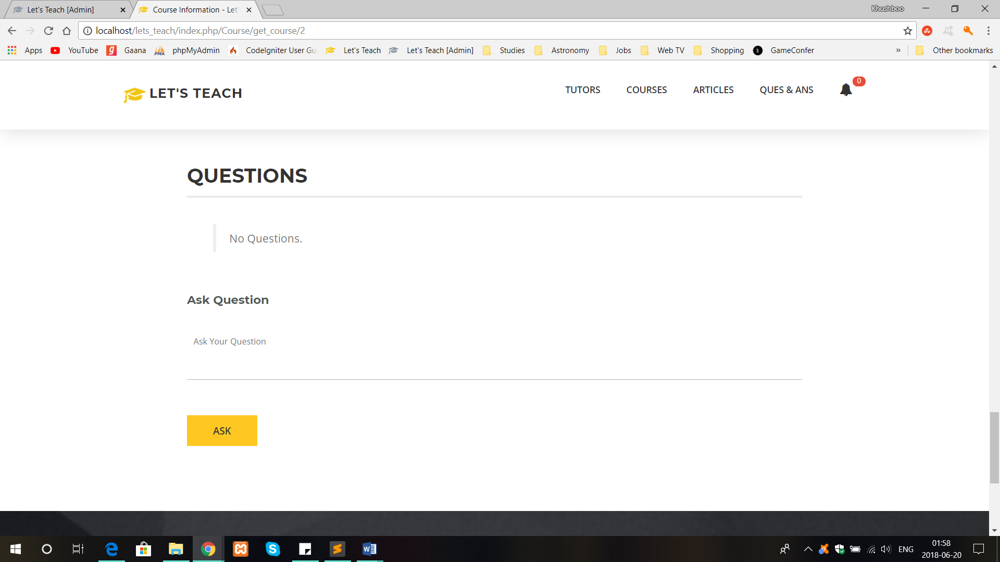 Let's Teach [Admin]
Course Information - Let'
Khushboo
localhost/lets_teach/index.php/Course/get_course/2
Apps
YouTube
Gaana
PMA
phpMyAdmin
CodeIgniter User Gu
Let's Teach
Let's Teach [Admin]
Studies
Astronomy
Jobs
Web TV
Shopping
GameConfer
»
Other bookmarks
LET'S TEACH
TUTORS
COURSES
ARTICLES
QUES & ANS
0
QUESTIONS
No Questions.
Ask Question
Ask Your Question
ASK
ENG
01:58
2018-06-20